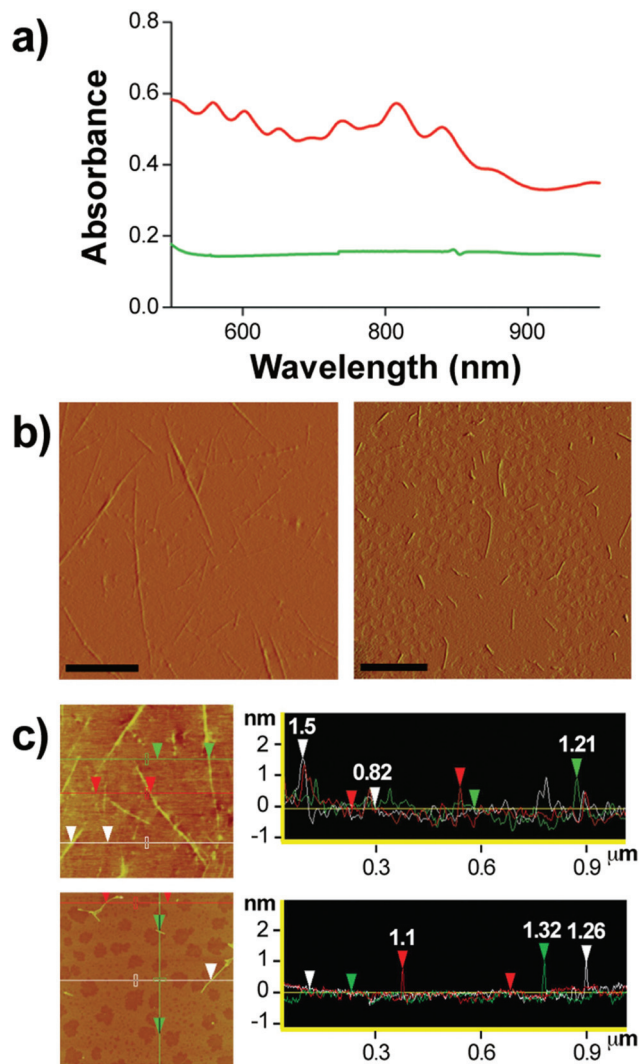 a)
Absorbance
0.8
0.6
0.4
0.2
0.0
600 800 900
Wavelength (nm)
b)
c)
nm
2
1
0
-1
1.5
0.82
1.21
0.3 0.6 0.9 μm
nm
2
1
0
-1
1.1
1.32 1.26
0.3 0.6 0.9 μm